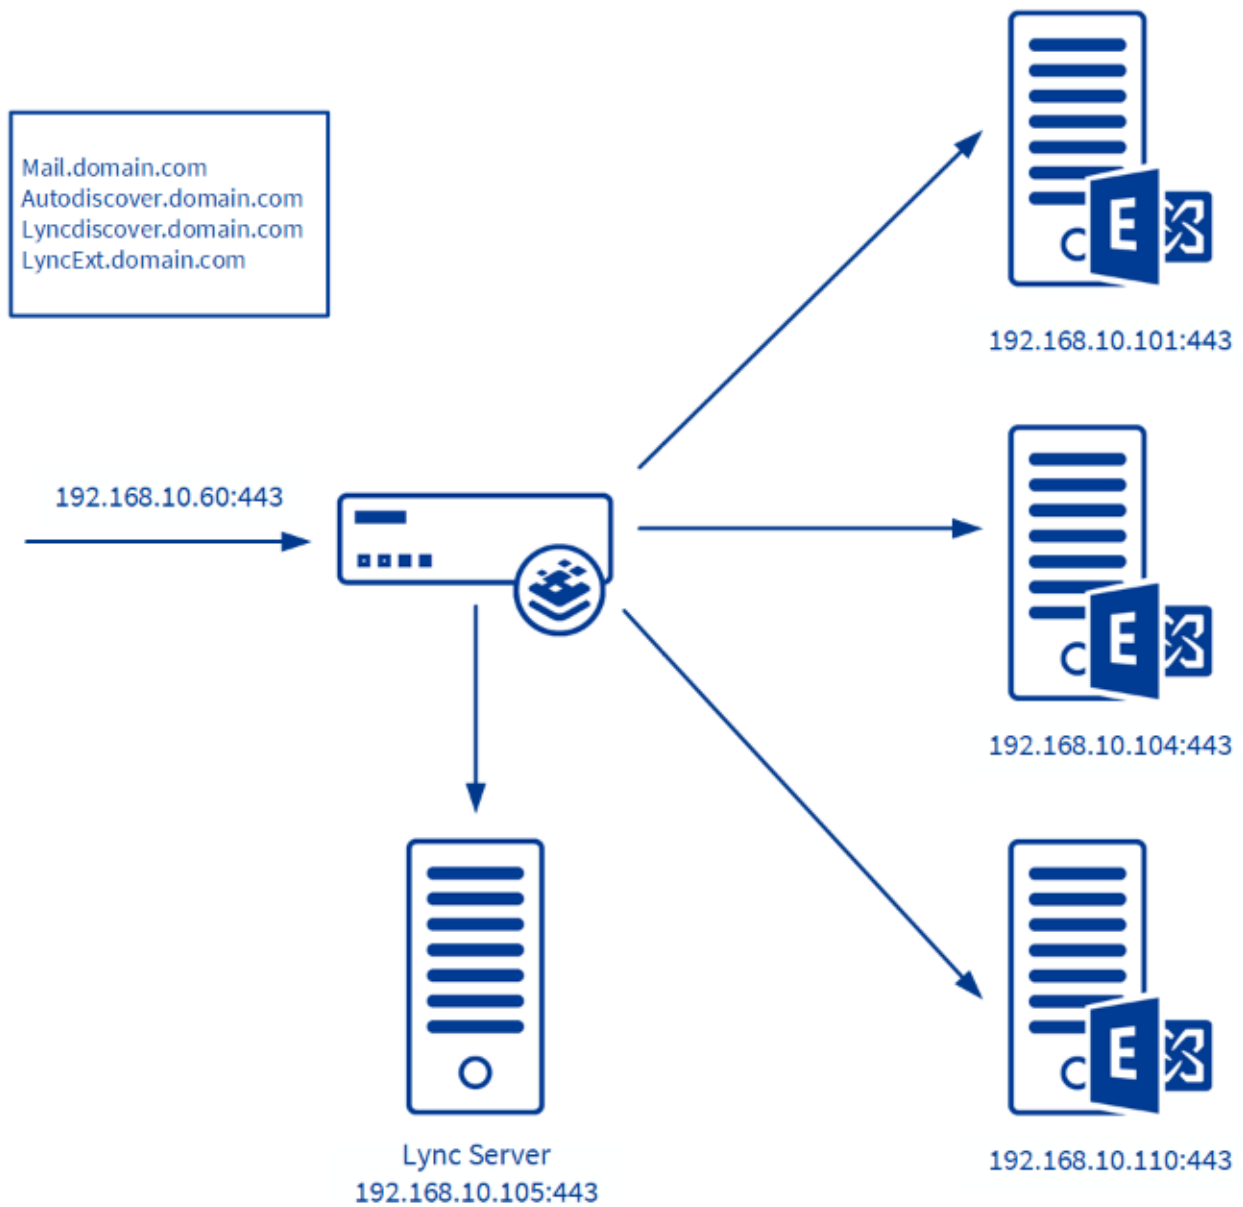 Mail.domain.com
Autodiscover.domain.com
Lyncdiscover.domain.com
LyncExt.domain.com
192.168.10.60:443
E
192.168.10.101:443
E
192.168.10.104:443
E
192.168.10.110:443
Lync Server
192.168.10.105:443